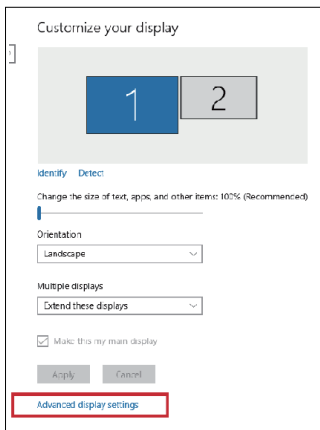 Customize your display
1
2
Identify Detect
Change the size of text, apps, and other items: 100% (Recommended)
Orientation
Landscape
Multiple displays
Extend these displays
Make this my main display
Apply Cancel
Advanced display settings